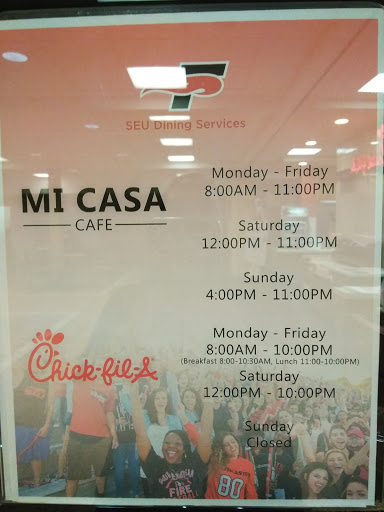 SEU Dining Services
MI CASA
CAFE
Monday - Friday
8:00AM - 11:00PM
Saturday
12:00PM - 11:00PM
Sunday
4:00PM - 11:00PM
Chick-fil-A
Monday - Friday
8:00AM - 10:00PM
(Breakfast 8:00-10:30AM, Lunch 11:00-10:00PM)
Saturday
12:00PM - 10:00PM
Sunday
Closed
FIRE
80